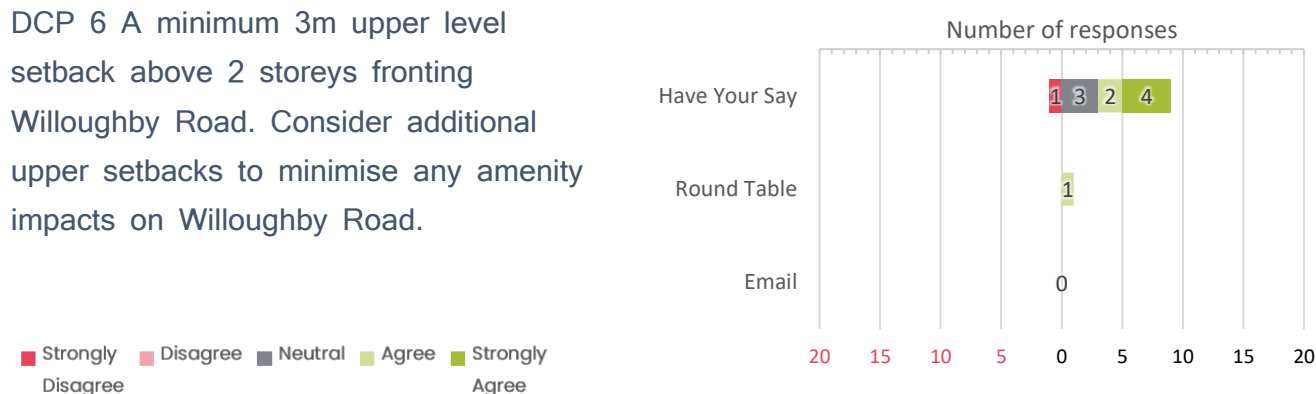 DCP 6 A minimum 3m upper level
setback above 2 storeys fronting
Willoughby Road. Consider additional
upper setbacks to minimise any amenity
impacts on Willoughby Road.
Strongly Disagree
Disagree
Neutral
Agree
Strongly Agree
Number of responses
Have Your Say
1 3 2 4
Round Table
1
Email
0
20 15 10 5 0 5 10 15 20